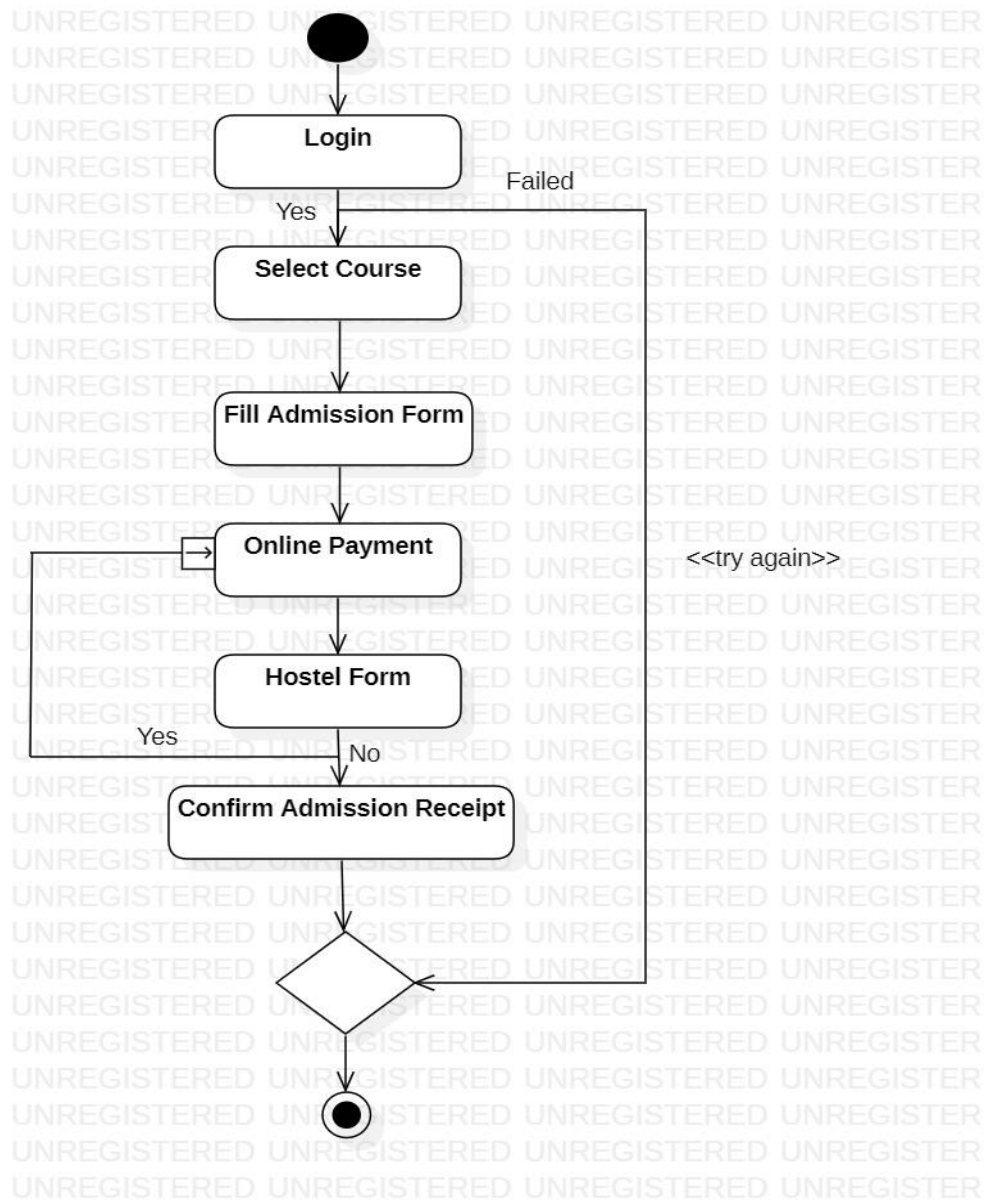 Login
Failed
Yes
Select Course
Fill Admission Form
Online Payment
<<try again>>
Hostel Form
Yes
No
Confirm Admission Receipt
UNREGISTERED